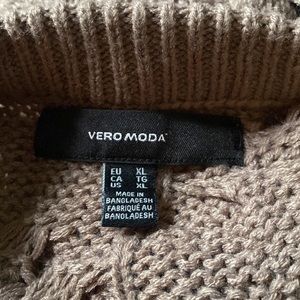 VERO MODA
EU XL
CA TG
US XL
MADE IN
BANGLADESH
FABRIQUÉ AU
BANGLADESH